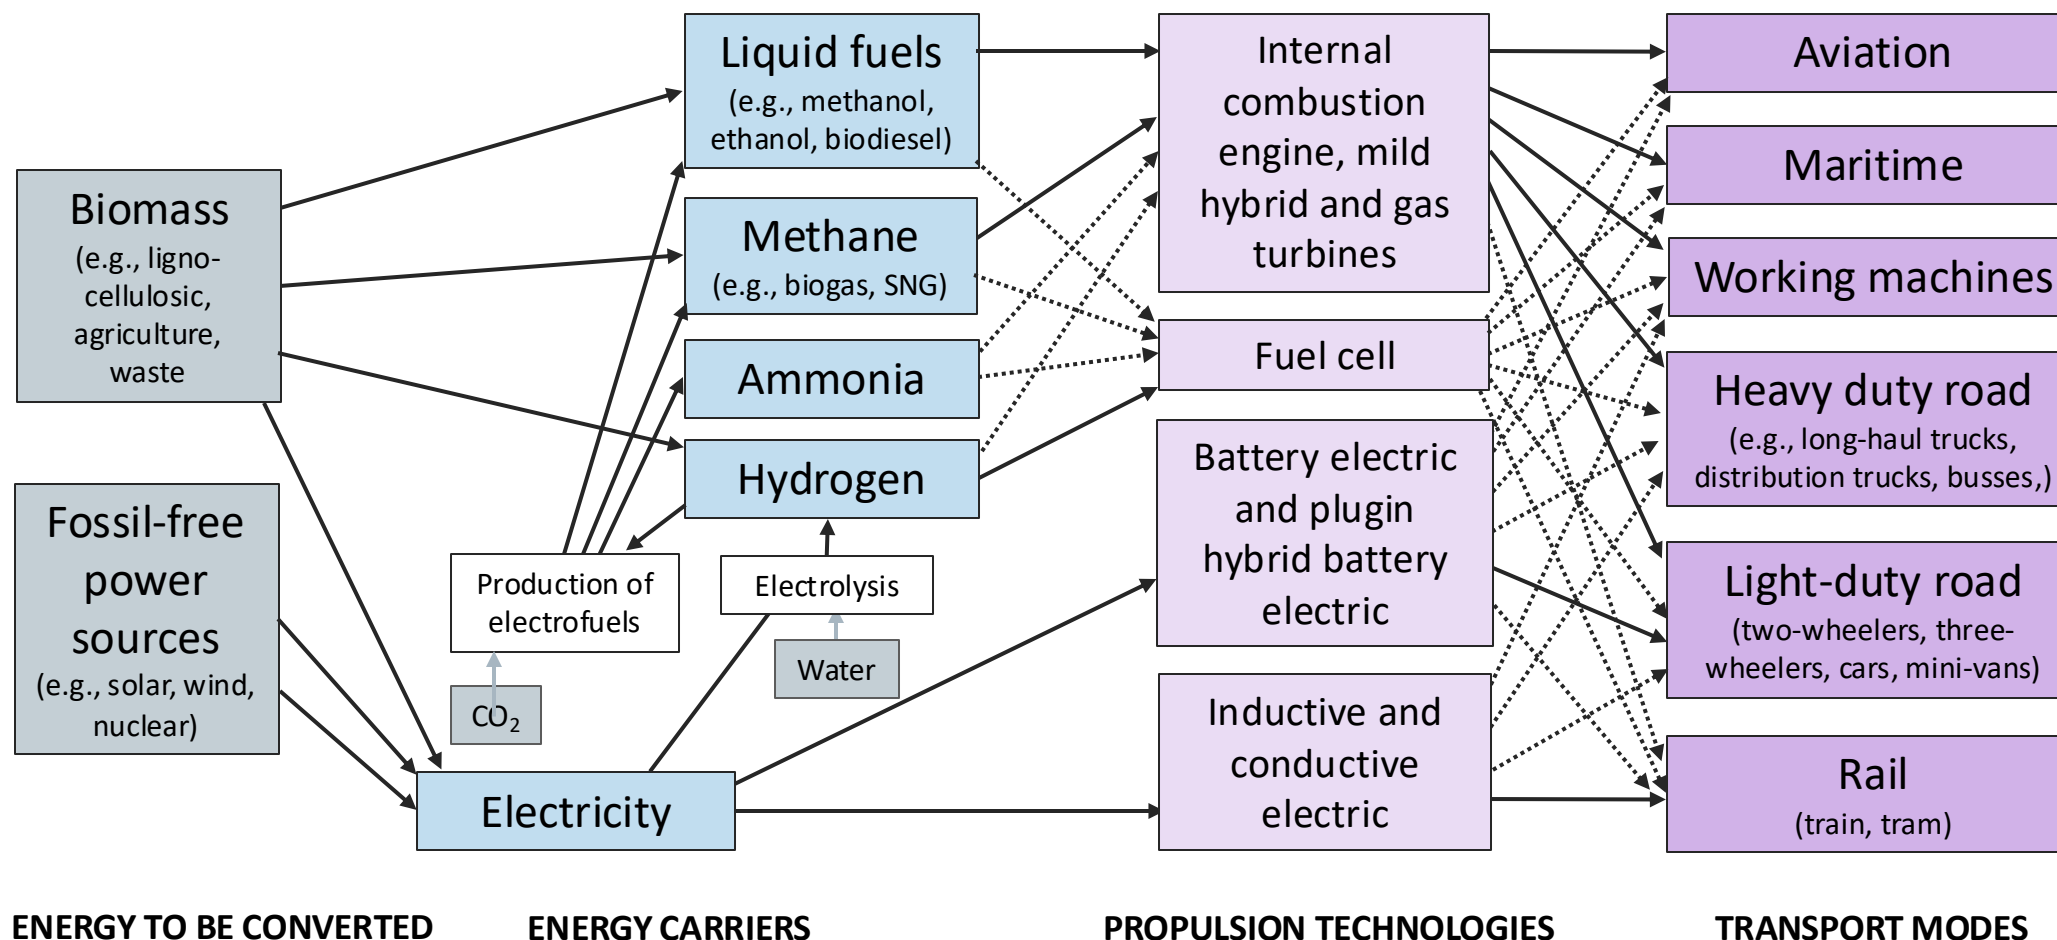 Biomass
(e.g., ligno-
cellulosic,
agriculture,
waste
Fossil-free
power
sources
(e.g., solar, wind,
nuclear)
Liquid fuels
(e.g., methanol,
ethanol, biodiesel)
Methane
(e.g., biogas, SNG)
Ammonia
Hydrogen
Production of
electrofuels
Electrolysis
CO₂
Water
Electricity
Internal
combustion
engine, mild
hybrid and gas
turbines
Fuel cell
Battery electric
and plugin
hybrid battery
electric
Inductive and
conductive
electric
Aviation
Maritime
Working machines
Heavy duty road
(e.g., long-haul trucks,
distribution trucks, busses,)
Light-duty road
(two-wheelers, three-
wheelers, cars, mini-vans)
Rail
(train, tram)
ENERGY TO BE CONVERTED
ENERGY CARRIERS
PROPULSION TECHNOLOGIES
TRANSPORT MODES